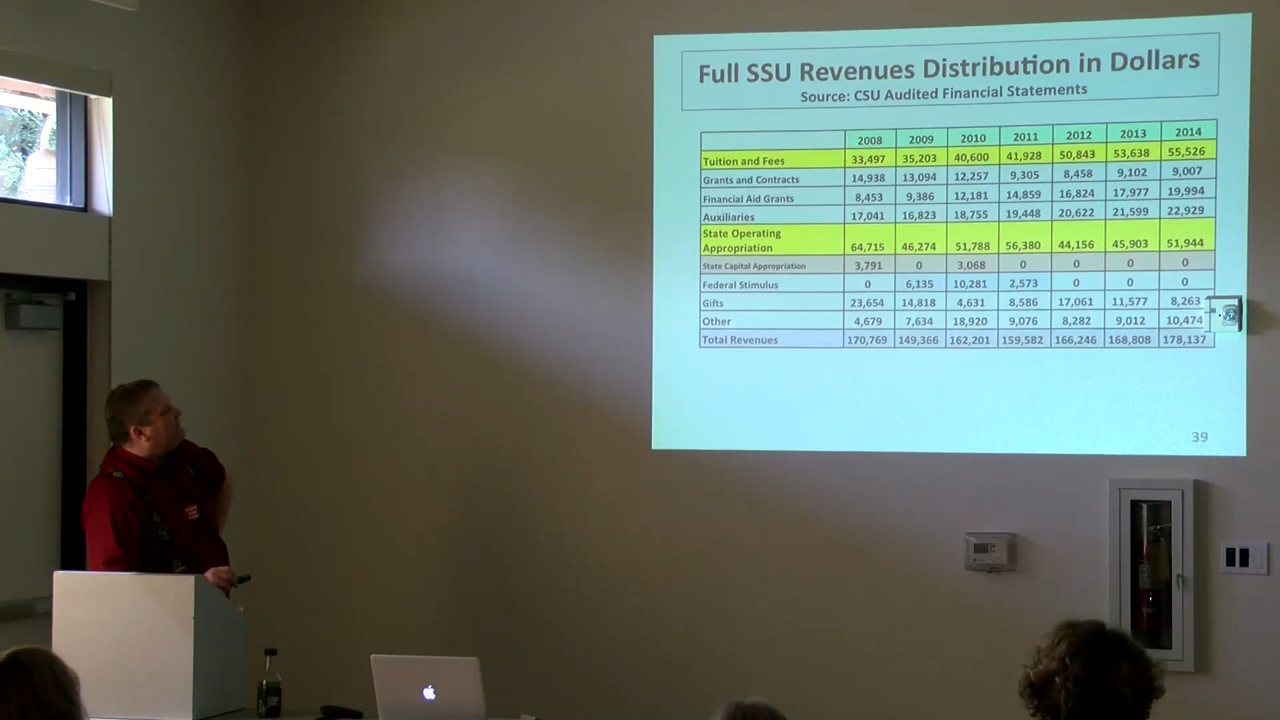 Full SSU Revenues Distribution in Dollars
Source: CSU Audited Financial Statements
2008 2009 2010 2011 2012 2013 2014
Tuition and Fees 33,497 35,203 40,600 41,928 50,843 53,638 55,526
Grants and Contracts 14,938 13,094 12,257 9,305 8,458 9,102 9,007
Financial Aid Grants 8,453 9,386 12,181 14,859 16,824 17,977 19,994
Auxiliaries 17,041 16,823 18,755 19,448 20,622 21,599 22,929
State Operating
Appropriation 64,715 46,274 51,788 56,380 44,156 45,903 51,944
State Capital Appropriation 3,791 0 3,068 0 0 0 0
Federal Stimulus 0 6,135 10,281 2,573 0 0 0
Gifts 23,654 14,818 4,631 8,586 17,061 11,577 8,263
Other 4,679 7,634 18,920 9,076 8,282 9,012 10,474
Total Revenues 170,769 149,366 162,201 159,582 166,246 168,808 178,137
39